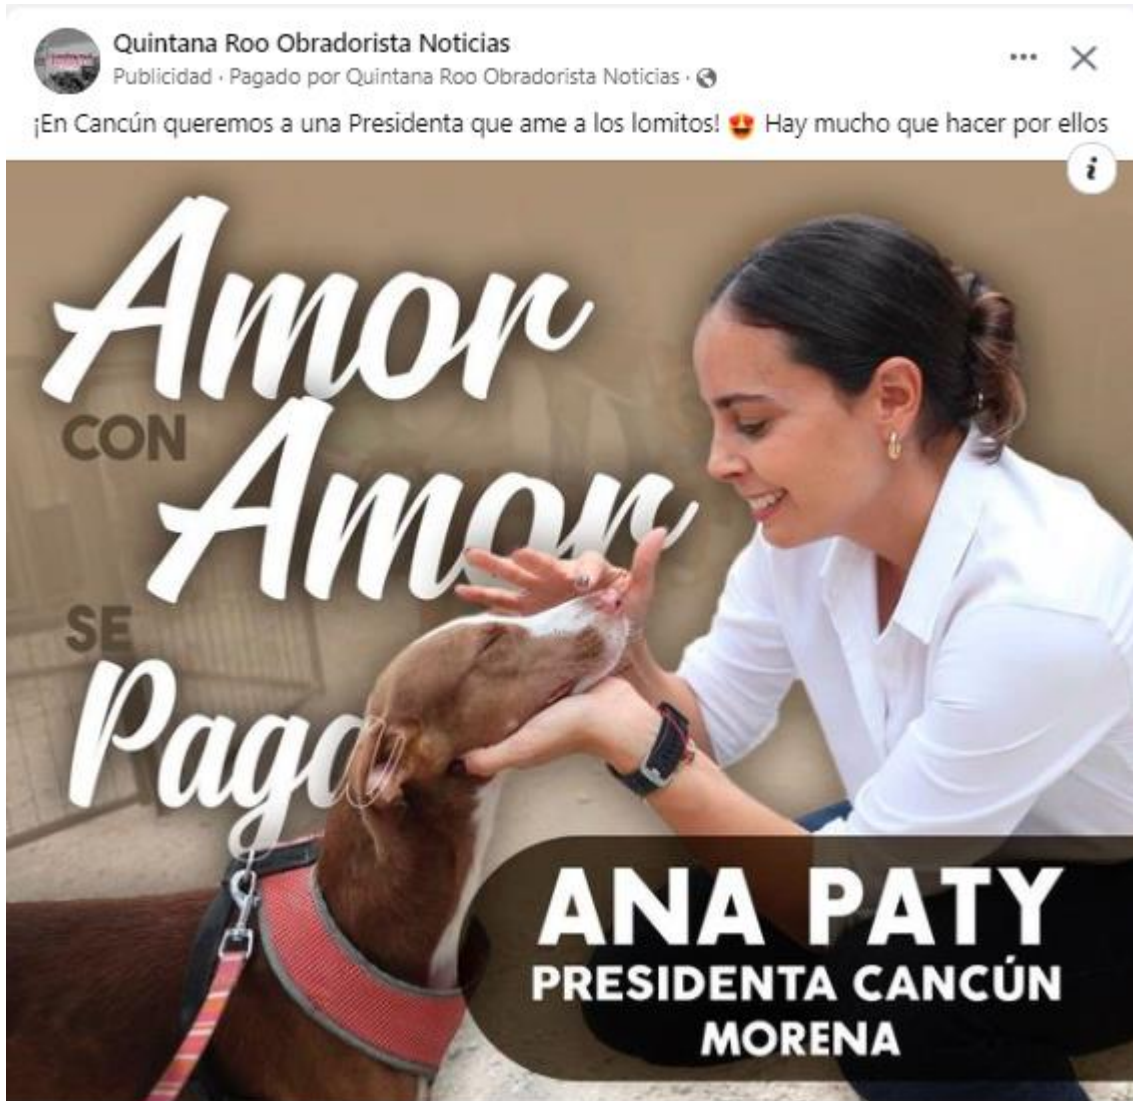 Quintana Roo Obradorista Noticias
Publicidad · Pagado por Quintana Roo Obradorista Noticias ·
¡En Cancún queremos a una Presidenta que ame a los lomitos! 😍 Hay mucho que hacer por ellos
Amor
CON
Amor
SE
Paga
ANA PATY
PRESIDENTA CANCÚN
MORENA